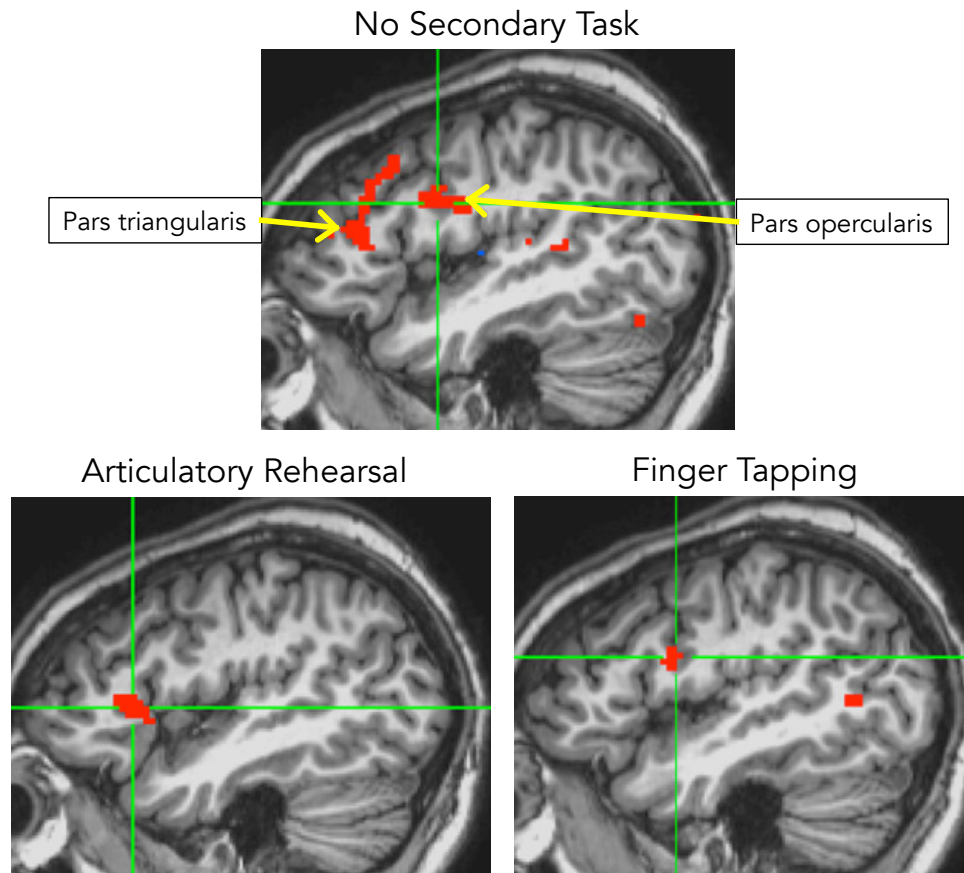 No Secondary Task
Pars triangularis
Pars opercularis
Articulatory Rehearsal
Finger Tapping